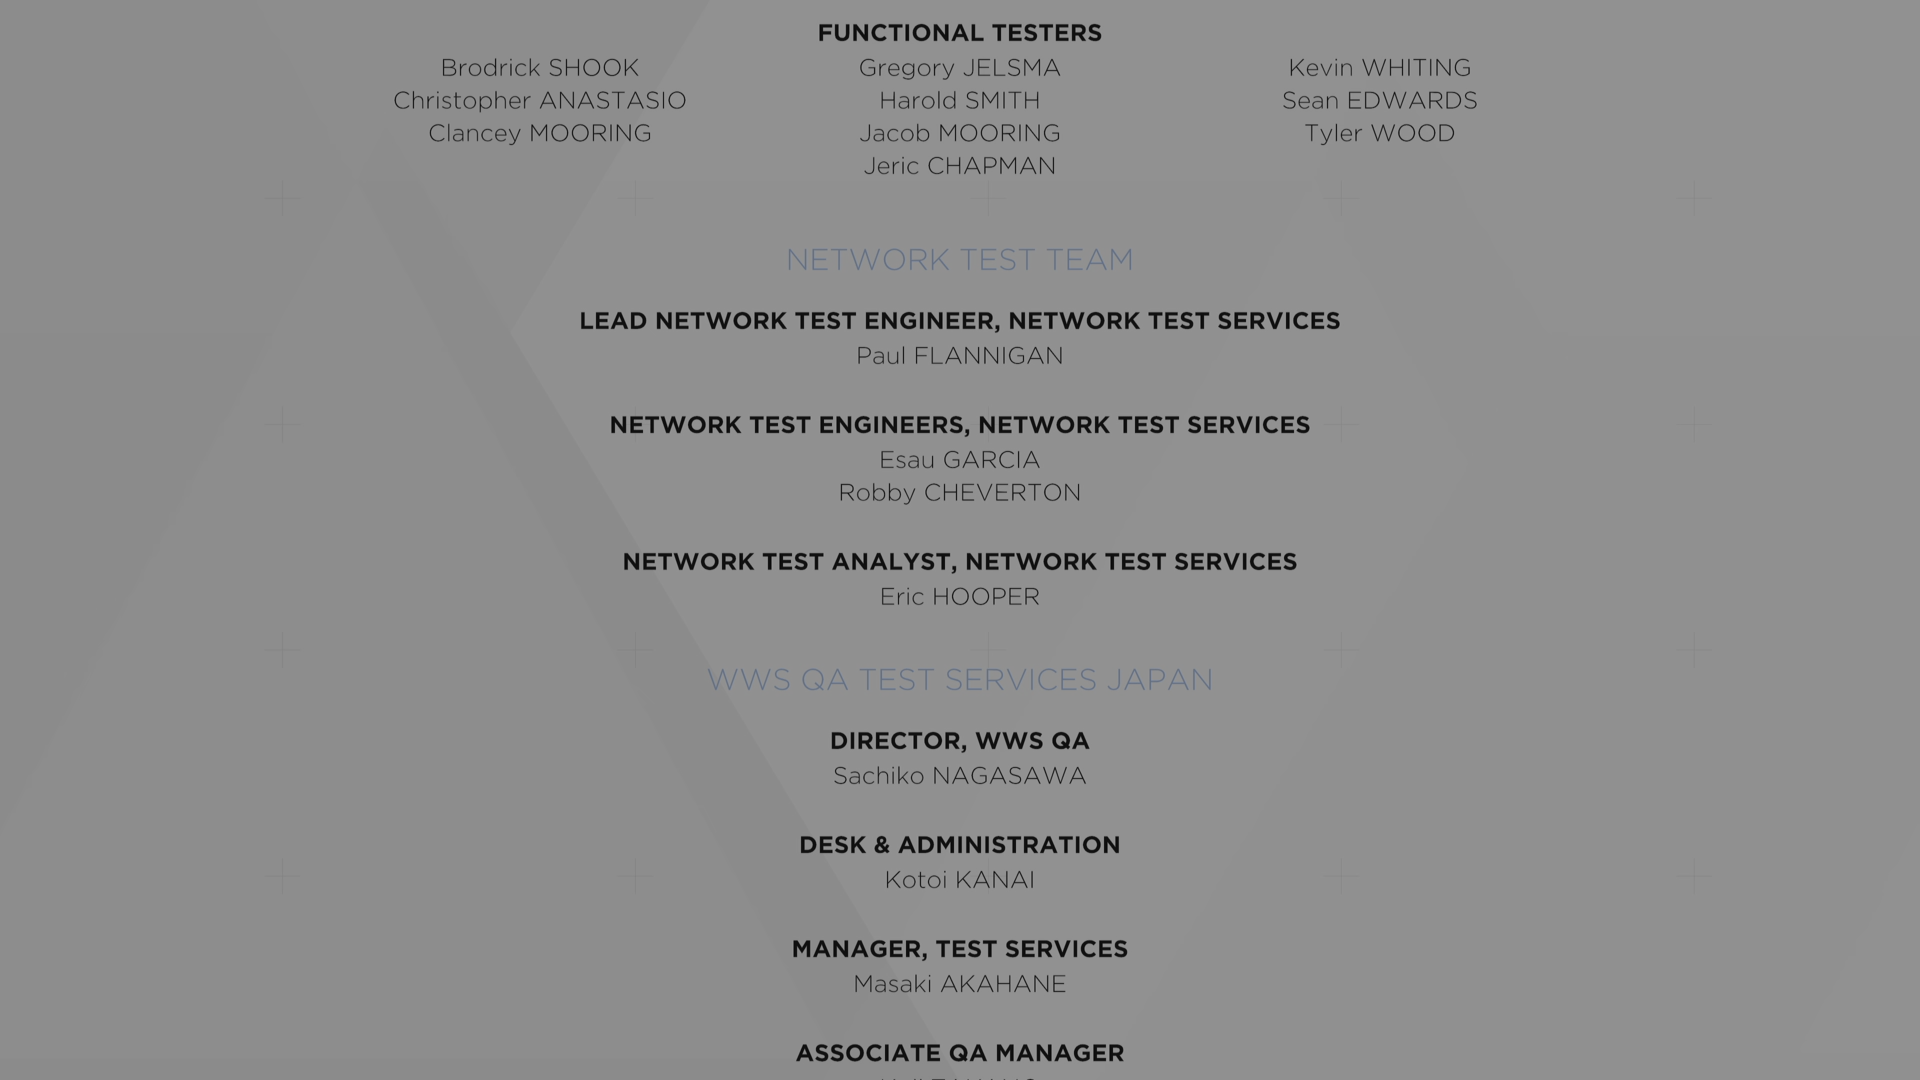 FUNCTIONAL TESTERS
Brodrick SHOOK Gregory JELSMA Kevin WHITING
Christopher ANASTASIO Harold SMITH Sean EDWARDS
Clancey MOORING Jacob MOORING Tyler WOOD
Jeric CHAPMAN
NETWORK TEST TEAM
LEAD NETWORK TEST ENGINEER, NETWORK TEST SERVICES
Paul FLANNIGAN
NETWORK TEST ENGINEERS, NETWORK TEST SERVICES
Esau GARCIA
Robby CHEVERTON
NETWORK TEST ANALYST, NETWORK TEST SERVICES
Eric HOOPER
WWS QA TEST SERVICES JAPAN
DIRECTOR, WWS QA
Sachiko NAGASAWA
DESK & ADMINISTRATION
Kotoi KANAI
MANAGER, TEST SERVICES
Masaki AKAHANE
ASSOCIATE QA MANAGER